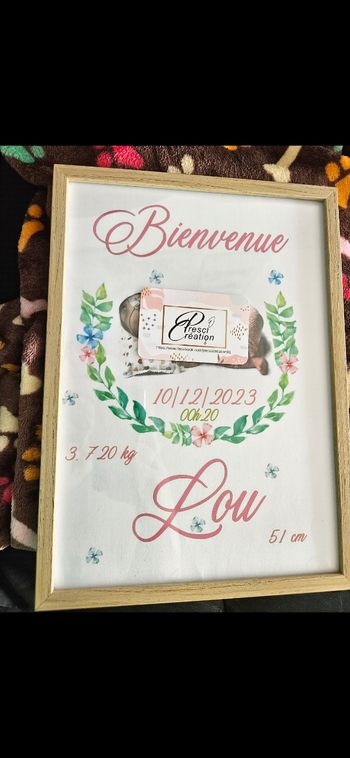 Bienvenue
Presci
Création
10/12/2023
00h20
3. 720 kg
Lou
51 cm